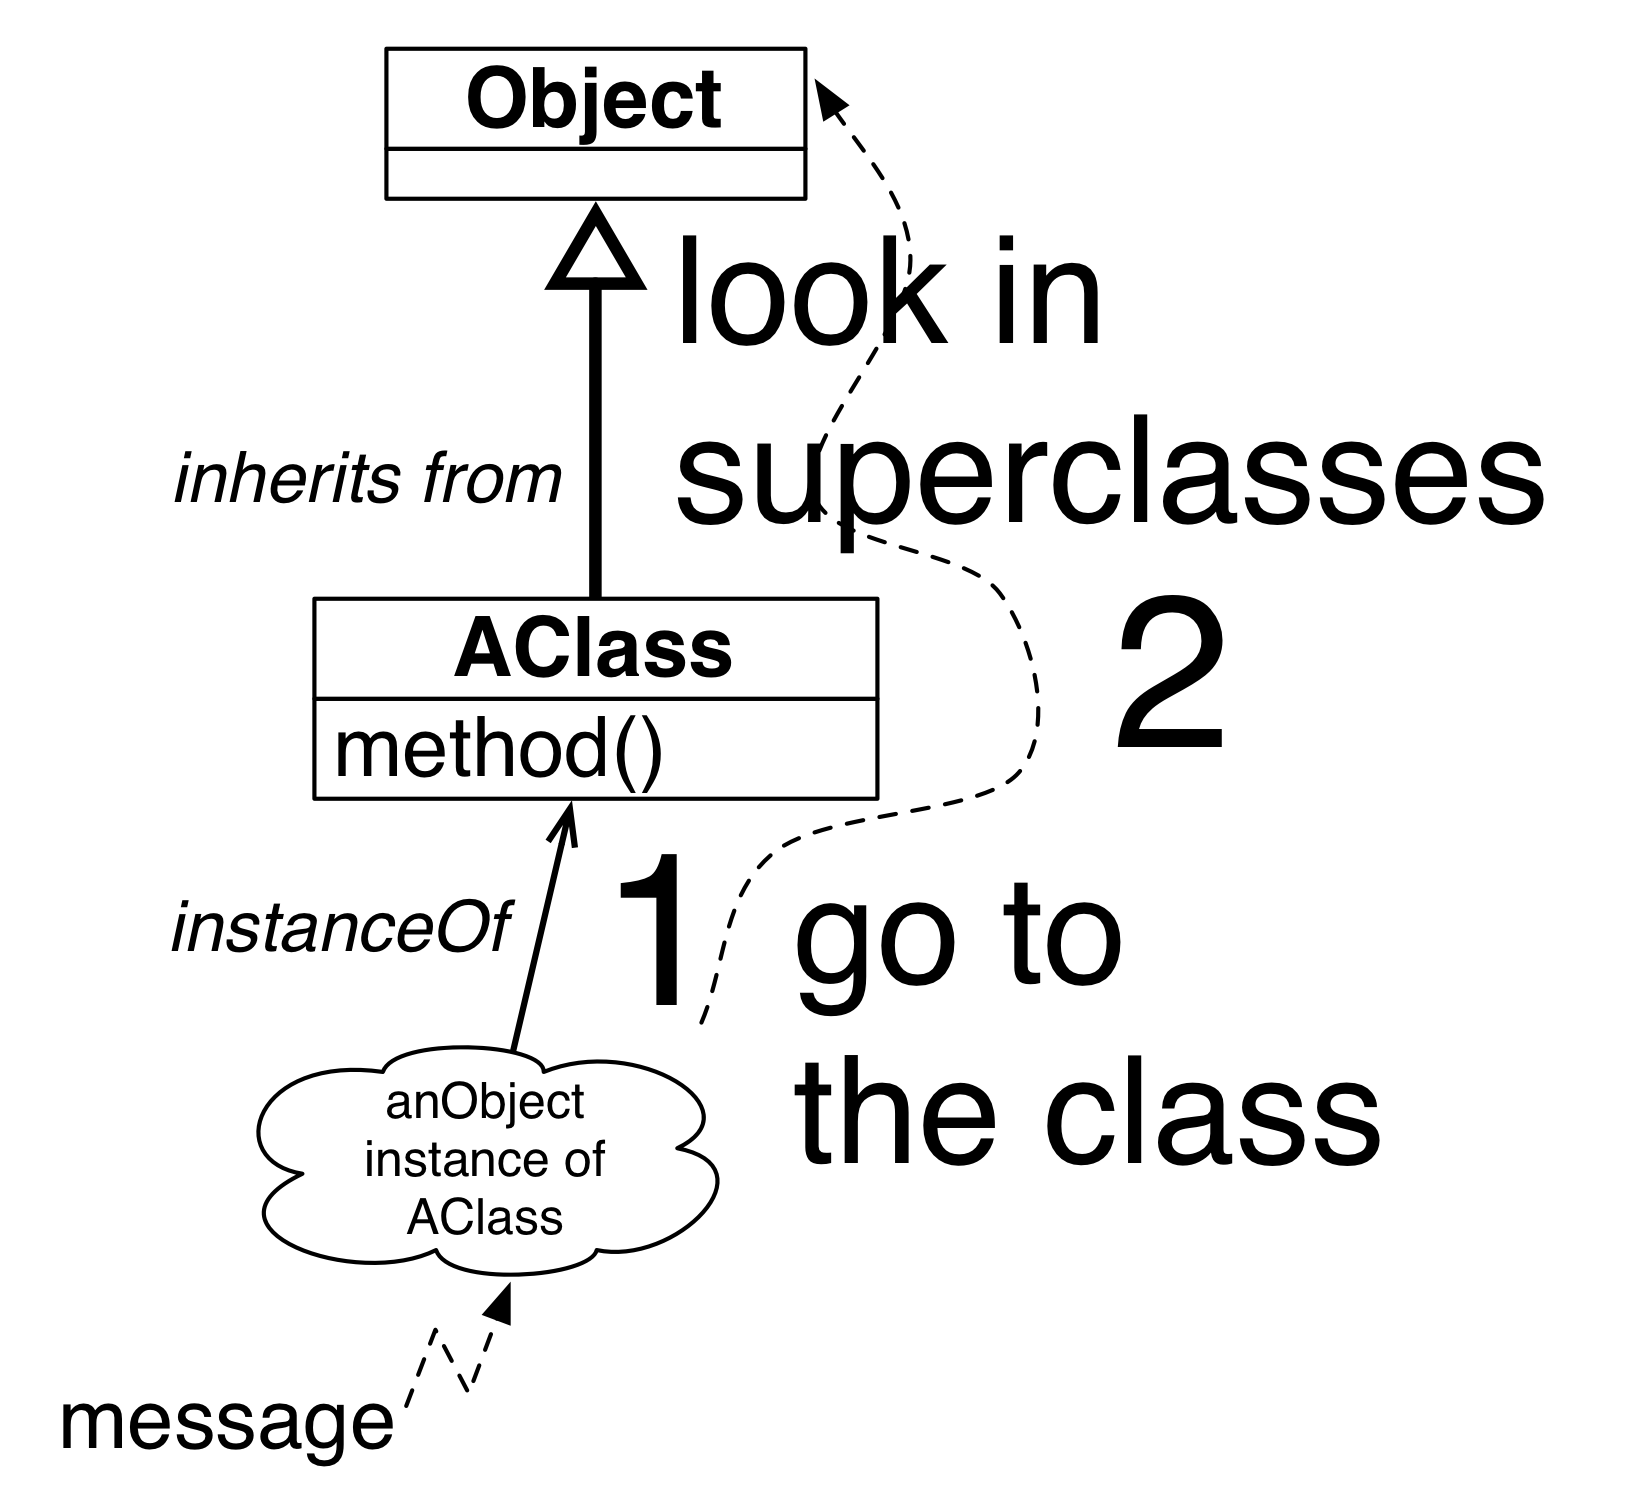 Object
look in
superclasses
inherits from
2
AClass
method()
instanceOf
1
go to
the class
anObject
instance of
AClass
message